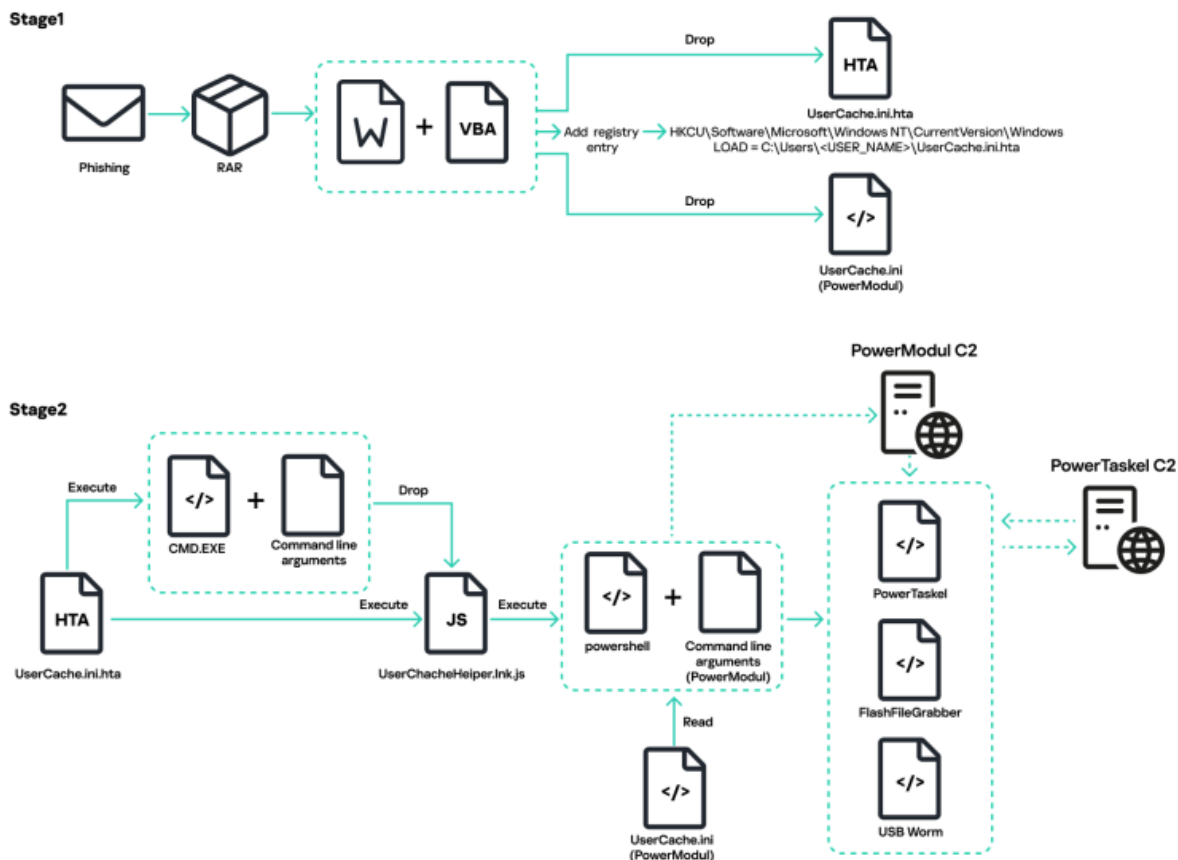 Stage1
Phishing
RAR
W
+
VBA
Drop
HTA
UserCache.ini.hta
Add registry
entry
HKCU\Software\Microsoft\Windows NT\CurrentVersion\Windows
LOAD = C:\Users\<USER_NAME>\UserCache.ini.hta
Drop
</>
UserCache.ini
(PowerModul)
Stage2
PowerModul C2
PowerTaskel C2
Execute
</>
CMD.EXE
+
Command line
arguments
Drop
HTA
UserCache.ini.hta
Execute
JS
UserChacheHeiper.lnk.js
Execute
</>
powershell
+
Command line
arguments
(PowerModul)
Read
</>
UserCache.ini
(PowerModul)
</>
PowerTaskel
</>
FlashFileGrabber
</>
USB Worm